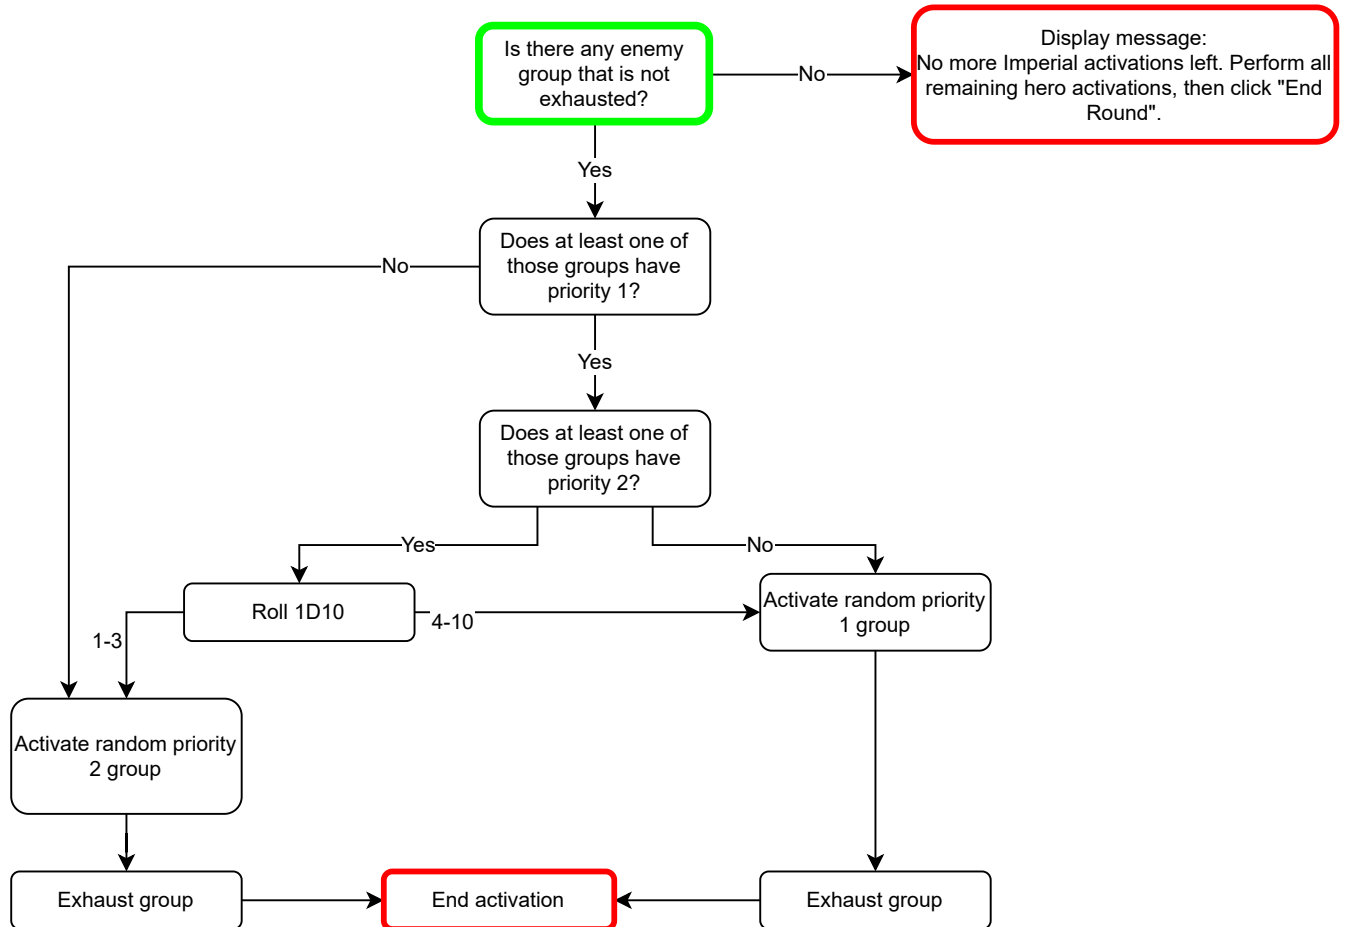 Is there any enemy
group that is not
exhausted?
No
Display message:
No more Imperial activations left. Perform all
remaining hero activations, then click "End
Round".
Yes
Does at least one of
those groups have
priority 1?
No
Yes
Does at least one of
those groups have
priority 2?
Yes
No
Roll 1D10
4-10
Activate random priority
1 group
1-3
Activate random priority
2 group
Exhaust group
End activation
Exhaust group